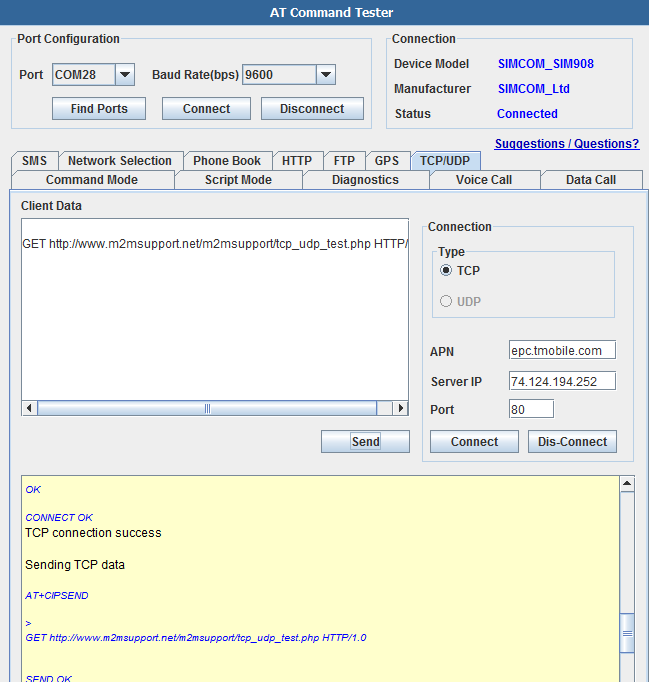 AT Command Tester
Port Configuration
Port COM28 Baud Rate(bps) 9600
Find Ports Connect Disconnect
Connection
Device Model SIMCOM_SIM908
Manufacturer SIMCOM_Ltd
Status Connected
Suggestions / Questions?
SMS Network Selection Phone Book HTTP FTP GPS TCP/UDP
Command Mode Script Mode Diagnostics Voice Call Data Call
Client Data
GET http://www.m2msupport.net/m2msupport/tcp_udp_test.php HTTP/
Send
Connection
Type
TCP
UDP
APN epc.tmobile.com
Server IP 74.124.194.252
Port 80
Connect Dis-Connect
OK
CONNECT OK
TCP connection success
Sending TCP data
AT+CIPSEND
>
GET http://www.m2msupport.net/m2msupport/tcp_udp_test.php HTTP/1.0
SEND OK